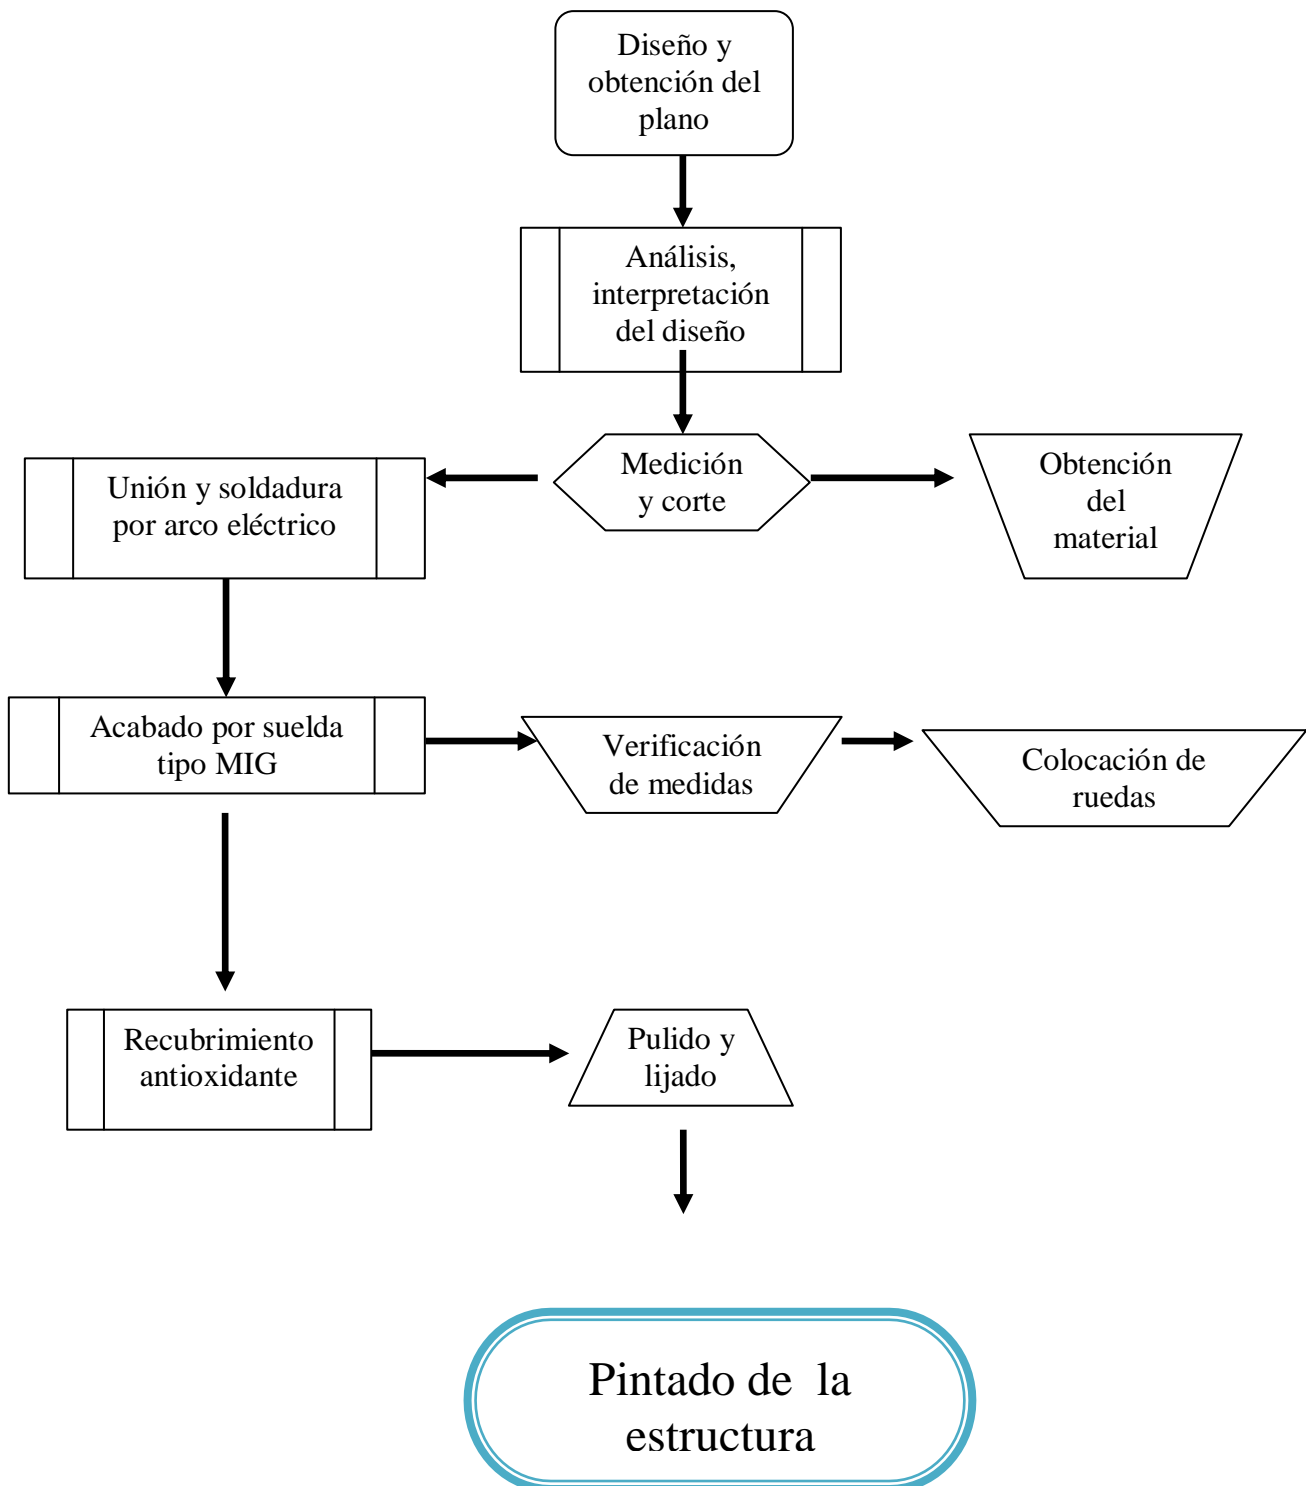 Diseño y
obtención del
plano
Análisis,
interpretación
del diseño
Medición
y corte
Obtención
del
material
Unión y soldadura
por arco eléctrico
Acabado por suelda
tipo MIG
Verificación
de medidas
Colocación de
ruedas
Recubrimiento
antioxidante
Pulido y
lijado
Pintado de  la
estructura